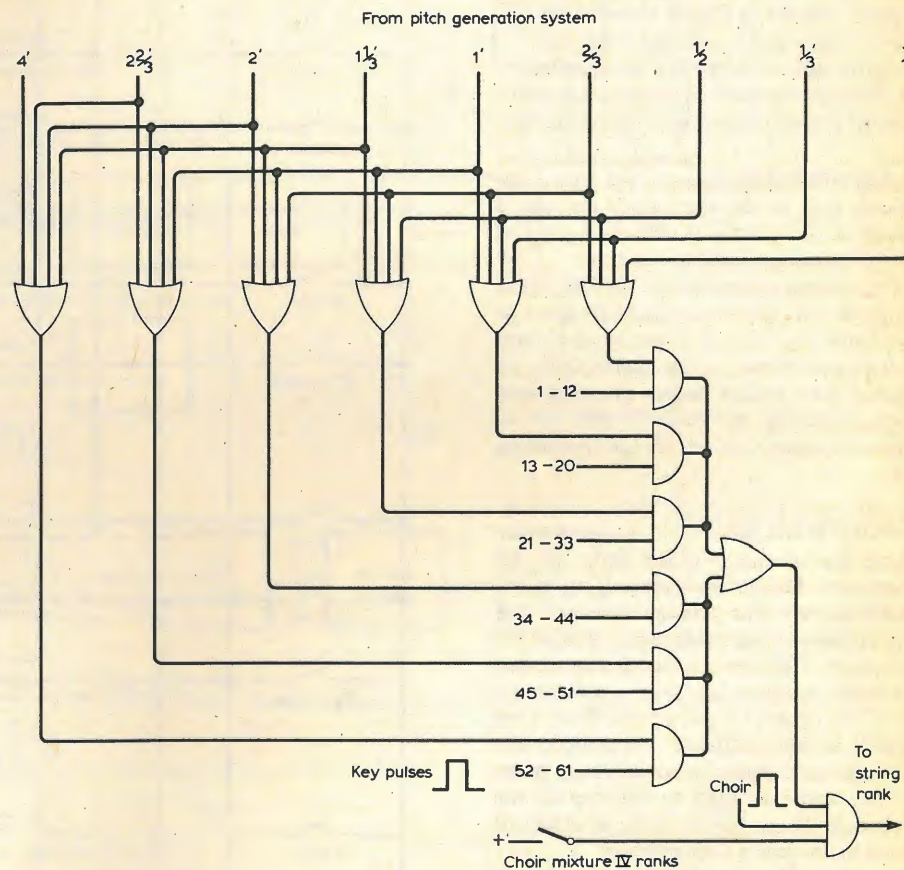 From pitch generation system
4' 2⅔' 2' 1⅓' 1' ⅔' ½' ⅓'
1 – 12
13 – 20
21 – 33
34 – 44
45 – 51
52 – 61
Key pulses
Choir
To
string
rank
+
Choir mixture IV ranks